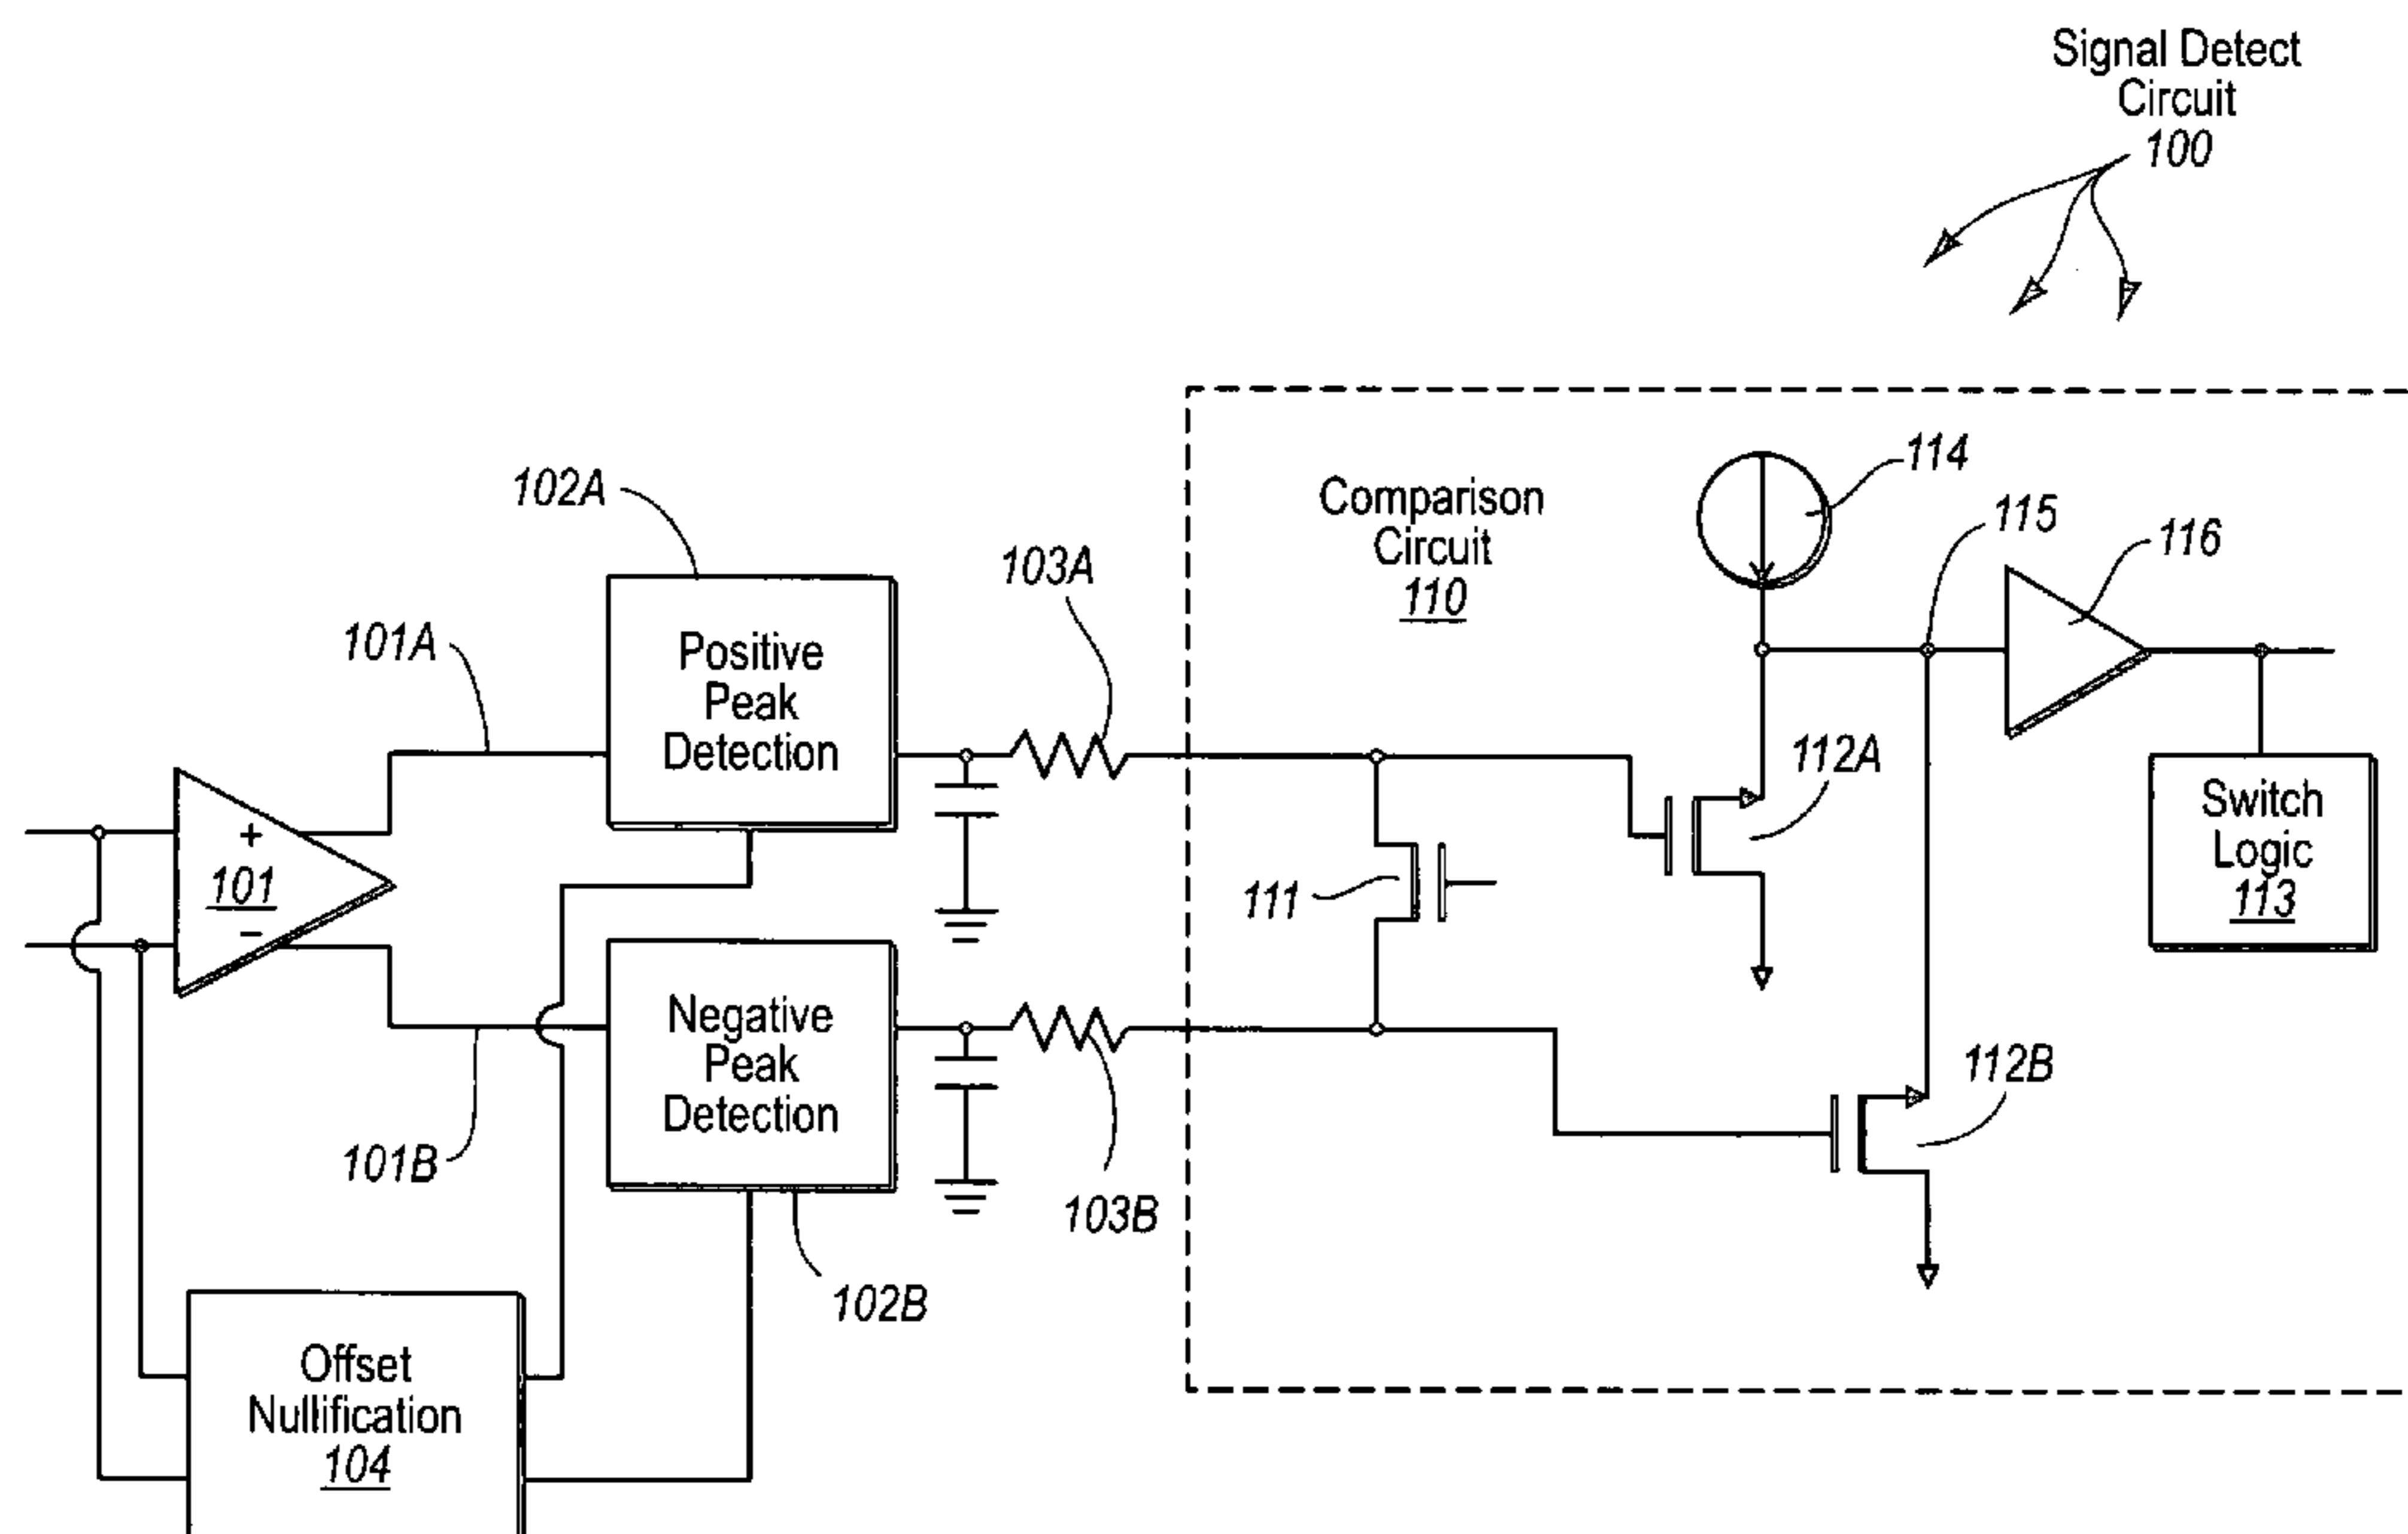 Signal Detect
Circuit
100
114
Comparison
Circuit
110
115
116
102A
103A
101A
Positive
Peak
Detection
112A
Switch
Logic
113
+
101
-
111
Negative
Peak
Detection
112B
101B
103B
102B
Offset
Nullification
104